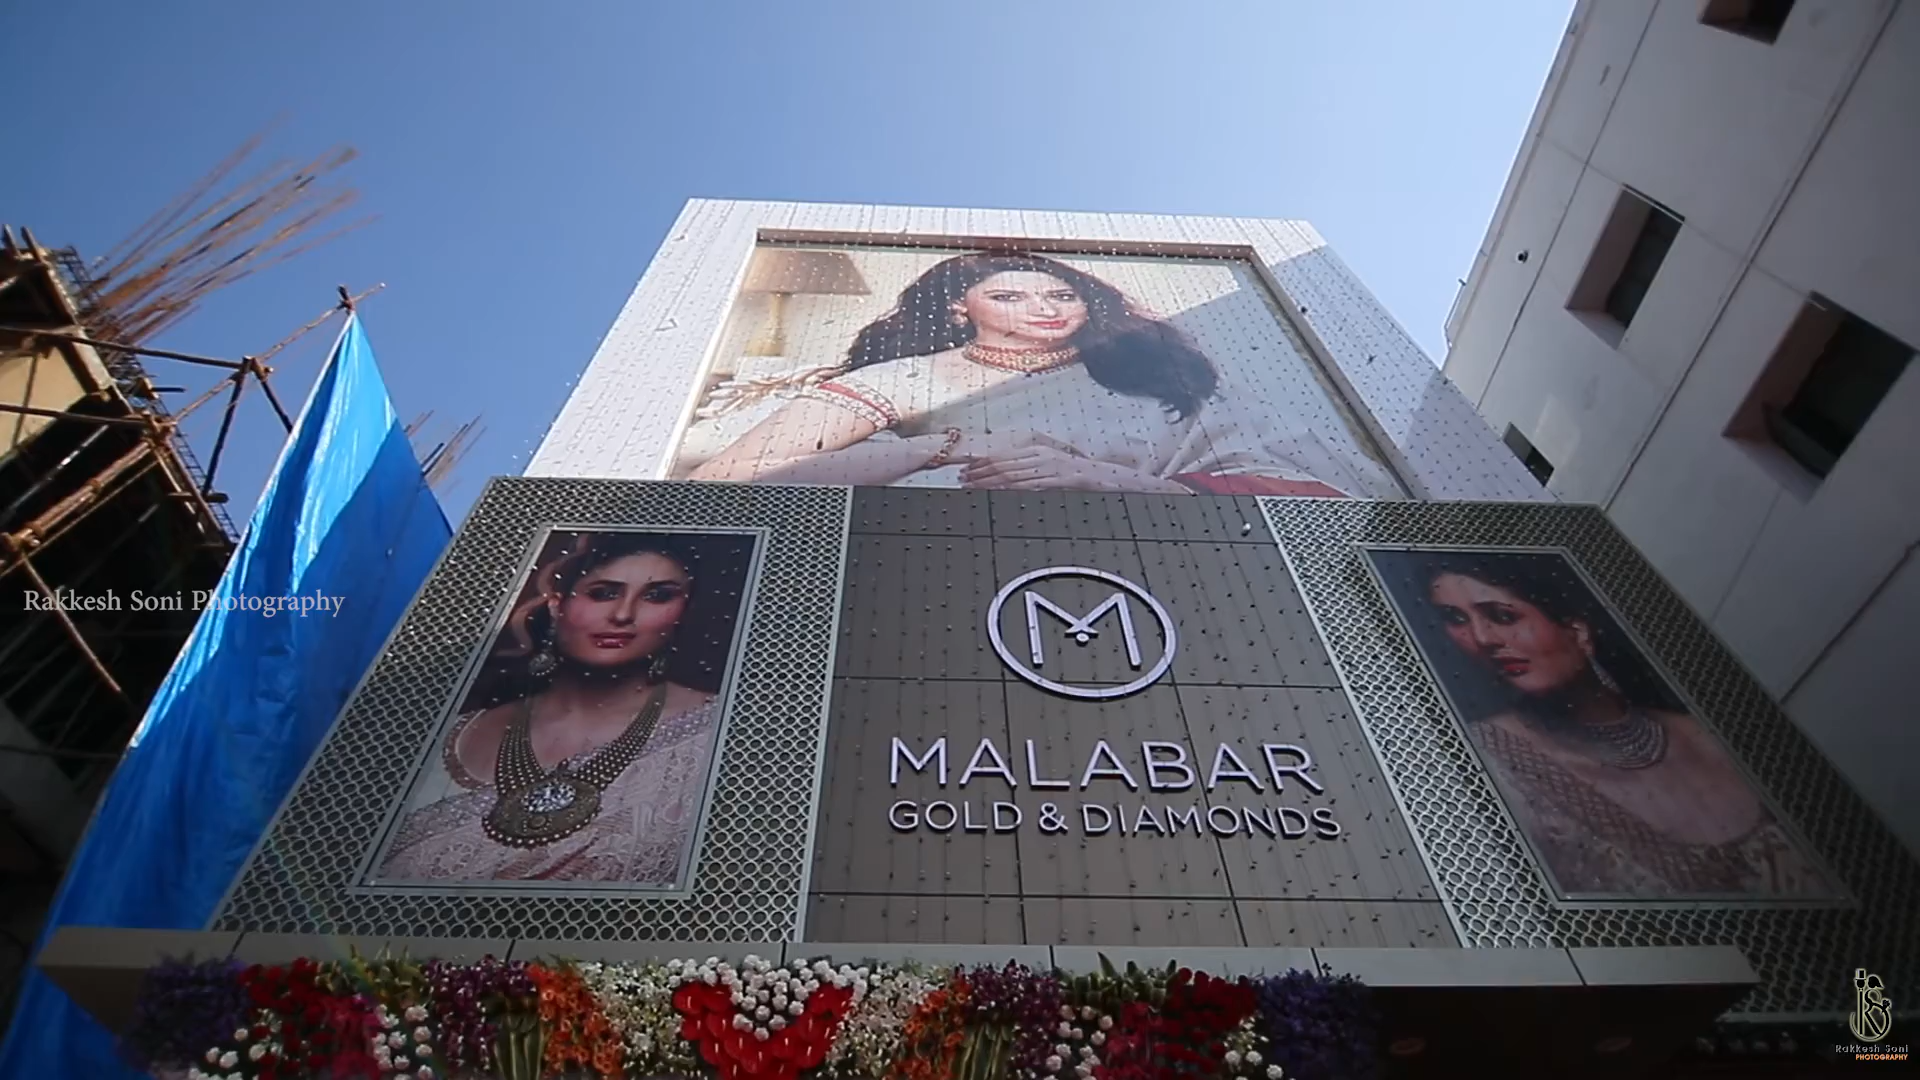 Rakkesh Soni Photography
M
MALABAR
GOLD & DIAMONDS
Rakkesh Soni
PHOTOGRAPHY